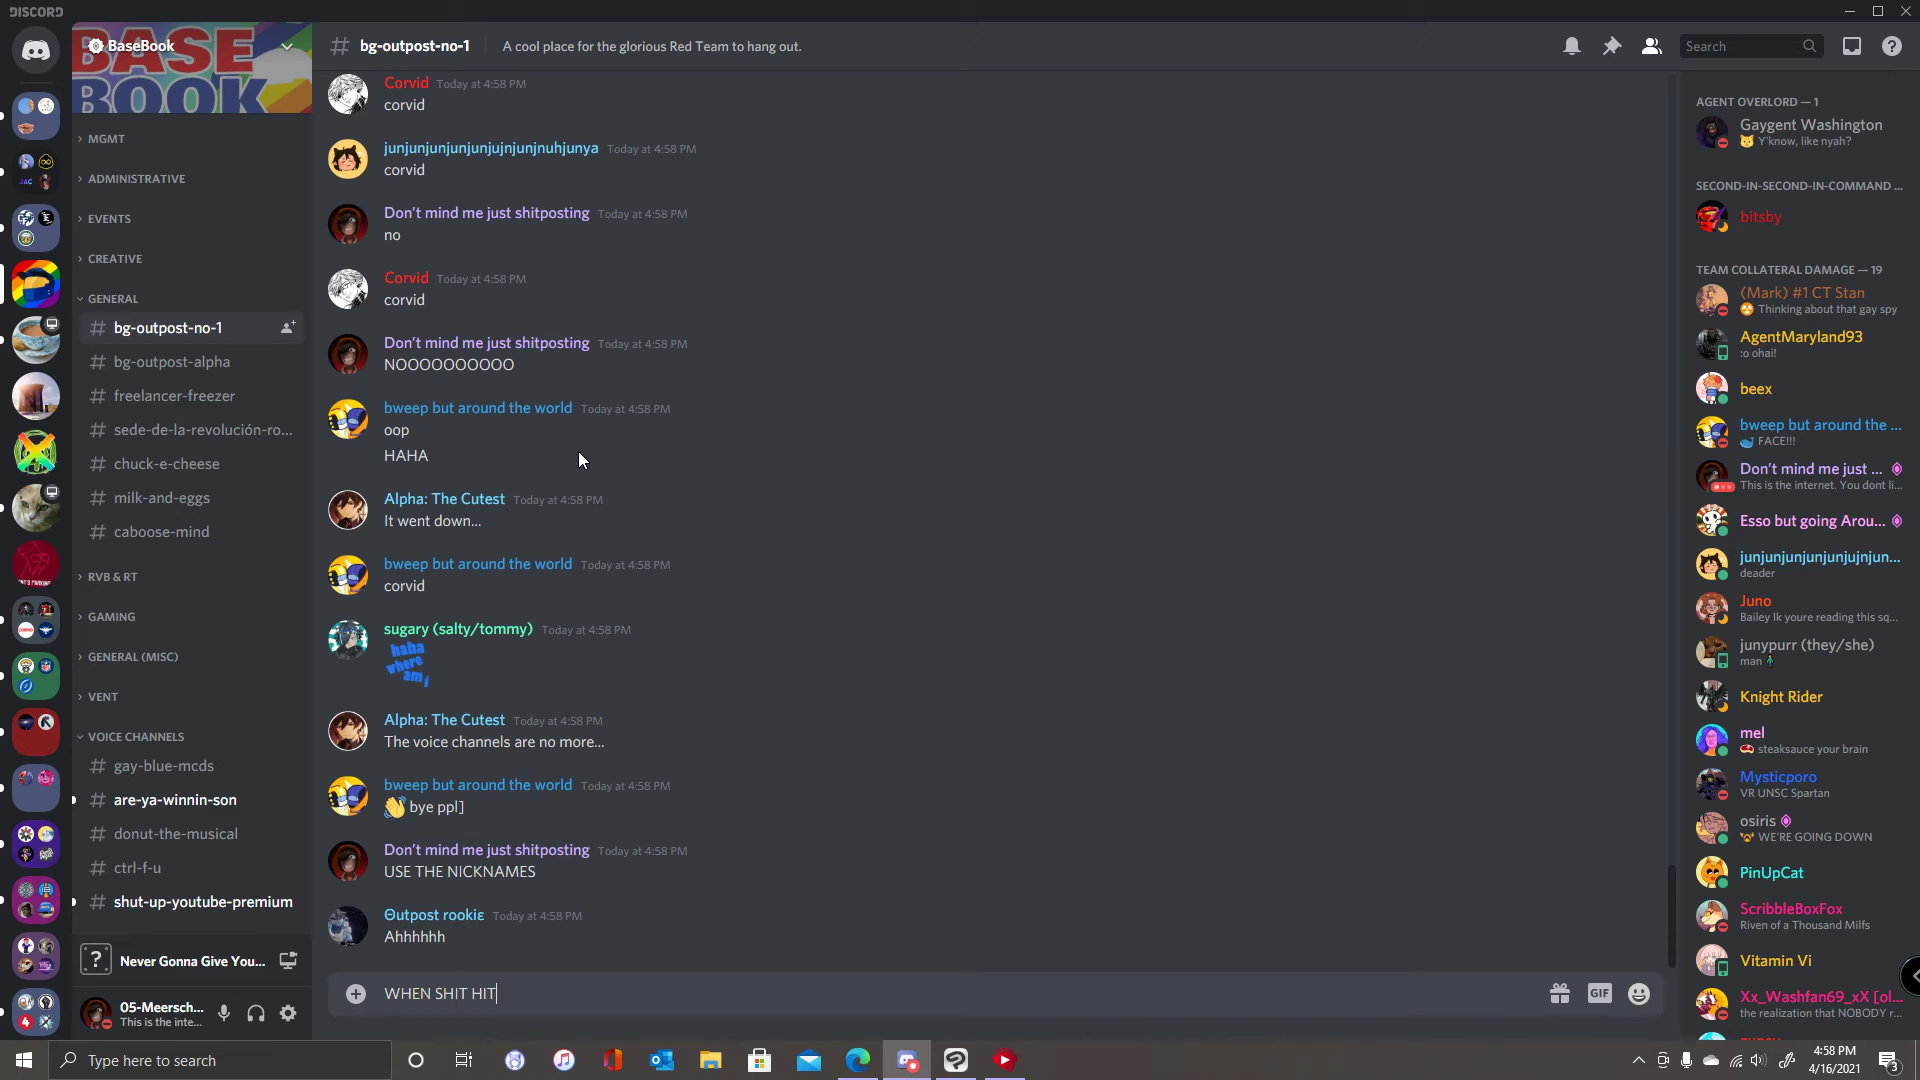 DISCORD
BASE
BOOK
BaseBook
MGMT
ADMINISTRATIVE
EVENTS
CREATIVE
GENERAL
bg-outpost-no-1
bg-outpost-alpha
freelancer-freezer
sede-de-la-revolución-ro...
chuck-e-cheese
milk-and-eggs
caboose-mind
RVB & RT
GAMING
GENERAL (MISC)
VENT
VOICE CHANNELS
gay-blue-mcds
are-ya-winnin-son
donut-the-musical
ctrl-f-u
shut-up-youtube-premium
Never Gonna Give You...
05-Meersch...
This is the inte...
bg-outpost-no-1 A cool place for the glorious Red Team to hang out.
Search
Corvid Today at 4:58 PM
corvid
junjunjunjunjunjujnjunjnuhjunya Today at 4:58 PM
corvid
Don't mind me just shitposting Today at 4:58 PM
no
Corvid Today at 4:58 PM
corvid
Don't mind me just shitposting Today at 4:58 PM
NOOOOOOOOOO
bweep but around the world Today at 4:58 PM
oop
HAHA
Alpha: The Cutest Today at 4:58 PM
It went down...
bweep but around the world Today at 4:58 PM
corvid
sugary (salty/tommy) Today at 4:58 PM
haha
where
am i
Alpha: The Cutest Today at 4:58 PM
The voice channels are no more...
bweep but around the world Today at 4:58 PM
👋 bye ppl]
Don't mind me just shitposting Today at 4:58 PM
USE THE NICKNAMES
Θutpost rookiε Today at 4:58 PM
Ahhhhhh
WHEN SHIT HIT
GIF
AGENT OVERLORD — 1
Gaygent Washington
Y'know, like nyah?
SECOND-IN-SECOND-IN-COMMAND ...
bitsby
TEAM COLLATERAL DAMAGE — 19
(Mark) #1 CT Stan
Thinking about that gay spy
AgentMaryland93
:o ohai!
beex
bweep but around the ...
FACE!!!
Don't mind me just ...
This is the internet. You dont li...
Esso but going Arou...
junjunjunjunjunjujnjun...
deader
Juno
Bailey Ik youre reading this sq...
junypurr (they/she)
man
Knight Rider
mel
steaksauce your brain
Mysticporo
VR UNSC Spartan
osiris
WE'RE GOING DOWN
PinUpCat
ScribbleBoxFox
Riven of a Thousand Milfs
Vitamin Vi
Xx_Washfan69_xX [ol...
the realization that NOBODY r...
Type here to search
4:58 PM
4/16/2021
3